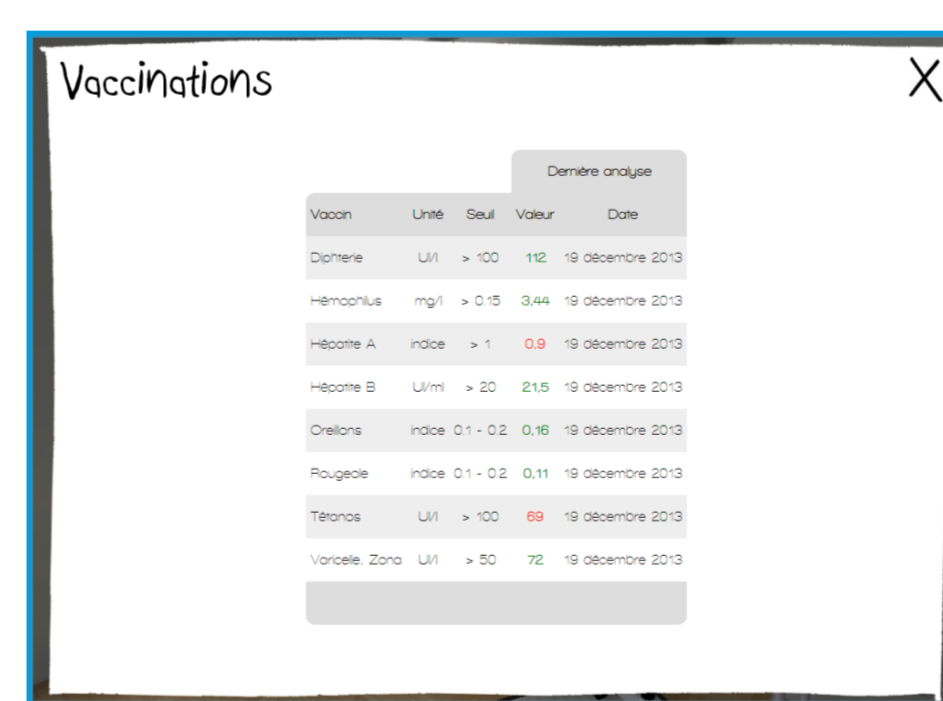 Vaccinations X
Dernière analyse
Vaccin Unité Seuil Valeur Date
Diphterie UI/l > 100 112 19 décembre 2013
Hémophilus mg/l > 0.15 3,44 19 décembre 2013
Hépatite A indice > 1 0,9 19 décembre 2013
Hépatite B UI/ml > 20 21,5 19 décembre 2013
Oreillons indice 0.1 - 0.2 0,16 19 décembre 2013
Rougeole indice 0.1 - 0.2 0,11 19 décembre 2013
Tétanos UI/l > 100 69 19 décembre 2013
Varicelle, Zona UI/l > 50 72 19 décembre 2013